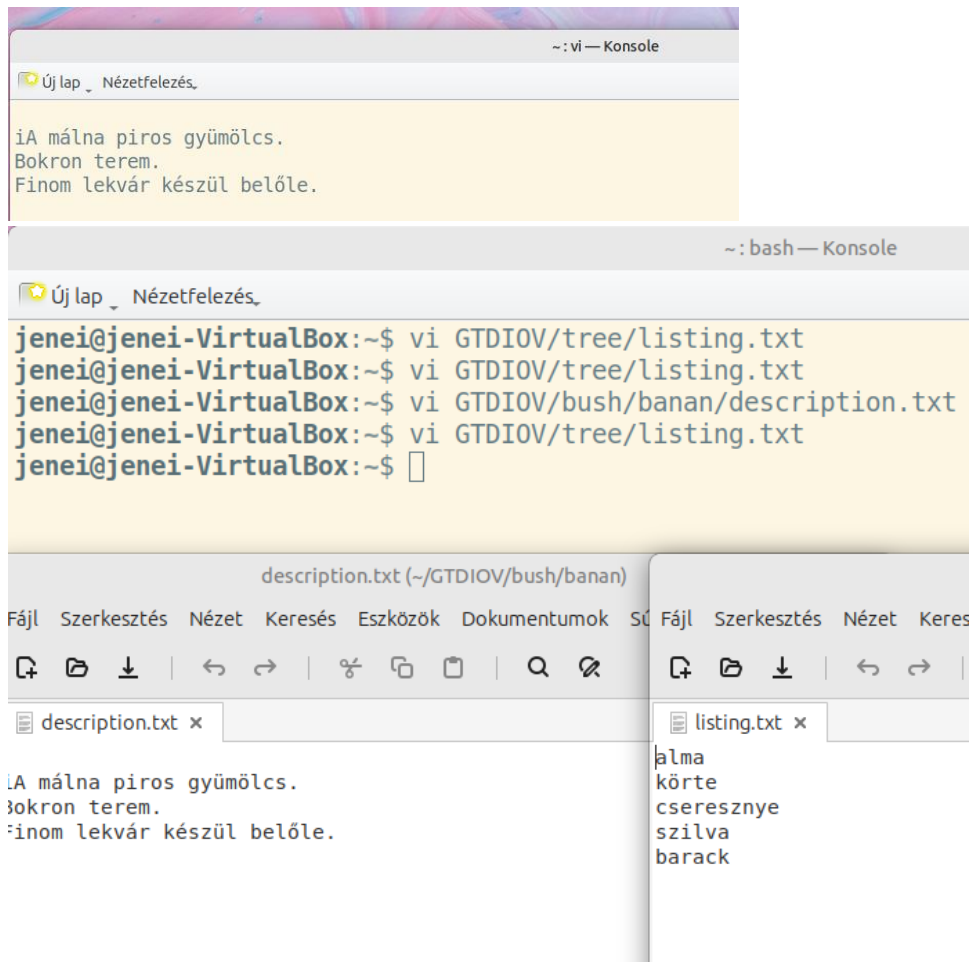 ~ : vi — Konsole
Új lap Nézetfelezés
iA málna piros gyümölcs.
Bokron terem.
Finom lekvár készül belőle.
~ : bash — Konsole
Új lap Nézetfelezés
jenei@jenei-VirtualBox:~$ vi GTDIOV/tree/listing.txt
jenei@jenei-VirtualBox:~$ vi GTDIOV/tree/listing.txt
jenei@jenei-VirtualBox:~$ vi GTDIOV/bush/banan/description.txt
jenei@jenei-VirtualBox:~$ vi GTDIOV/tree/listing.txt
jenei@jenei-VirtualBox:~$
description.txt (~/GTDIOV/bush/banan)
Fájl Szerkesztés Nézet Keresés Eszközök Dokumentumok Sú
description.txt ×
iA málna piros gyümölcs.
Bokron terem.
Finom lekvár készül belőle.
Fájl Szerkesztés Nézet Keres
listing.txt ×
alma
körte
cseresznye
szilva
barack